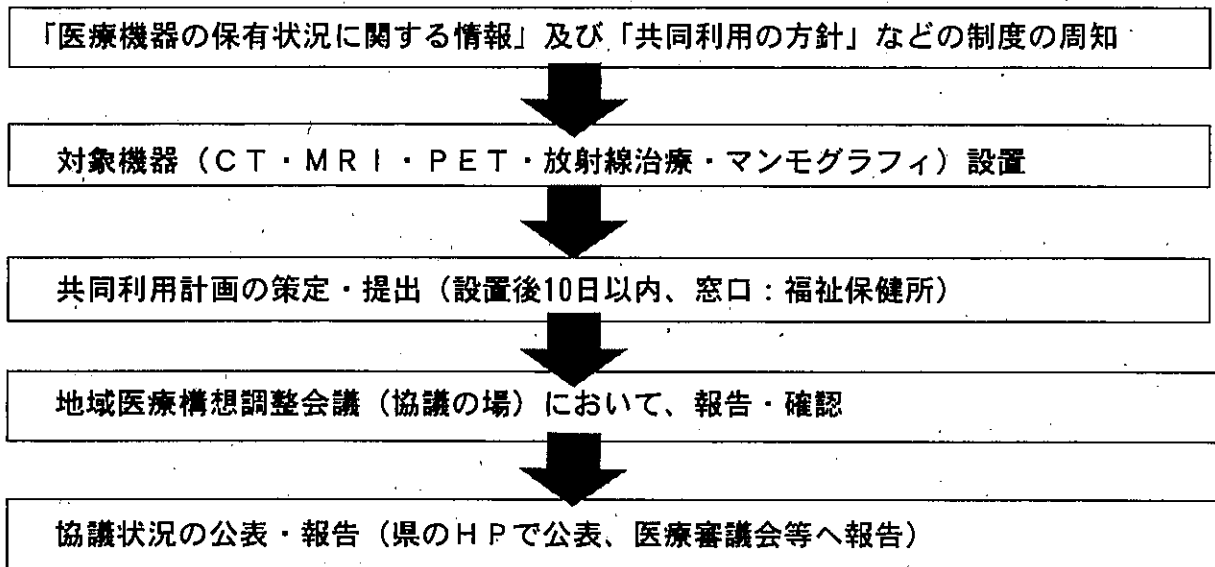 「医療機器の保有状況に関する情報」及び「共同利用の方針」などの制度の周知
対象機器（ＣＴ・ＭＲＩ・ＰＥＴ・放射線治療・マンモグラフィ）設置
共同利用計画の策定・提出（設置後10日以内、窓口：福祉保健所）
地域医療構想調整会議（協議の場）において、報告・確認
協議状況の公表・報告（県のＨＰで公表、医療審議会等へ報告）